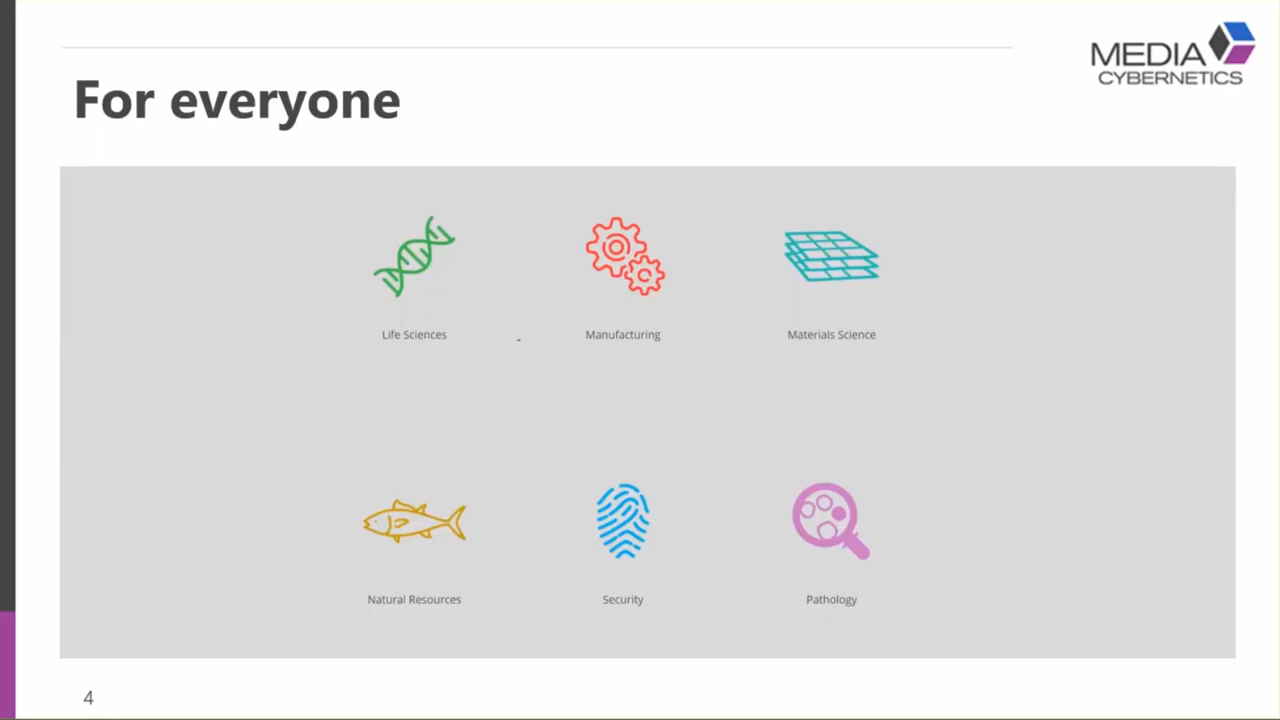 MEDIA
CYBERNETICS
For everyone
Life Sciences
Manufacturing
Materials Science
Natural Resources
Security
Pathology
4